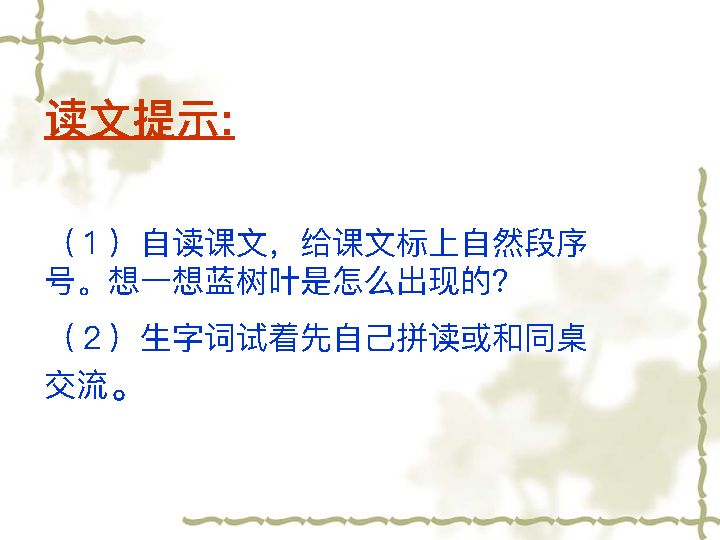 读文提示:
（1）自读课文，给课文标上自然段序
号。想一想蓝树叶是怎么出现的?
（2）生字词试着先自己拼读或和同桌
交流。